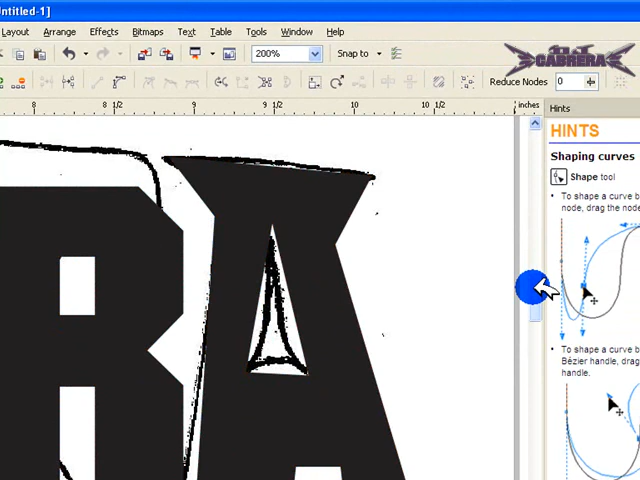 Untitled-1]
Layout Arrange Effects Bitmaps Text Table Tools Window Help
200% Snap to
CABRERA
Reduce Nodes 0
8 8 1/2 9 9 1/2 10 10 1/2 inches
Hints
HINTS
Shaping curves
Shape tool
• To shape a curve b
node, drag the node
• To shape a curve b
Bézier handle, drag
handle.
RA